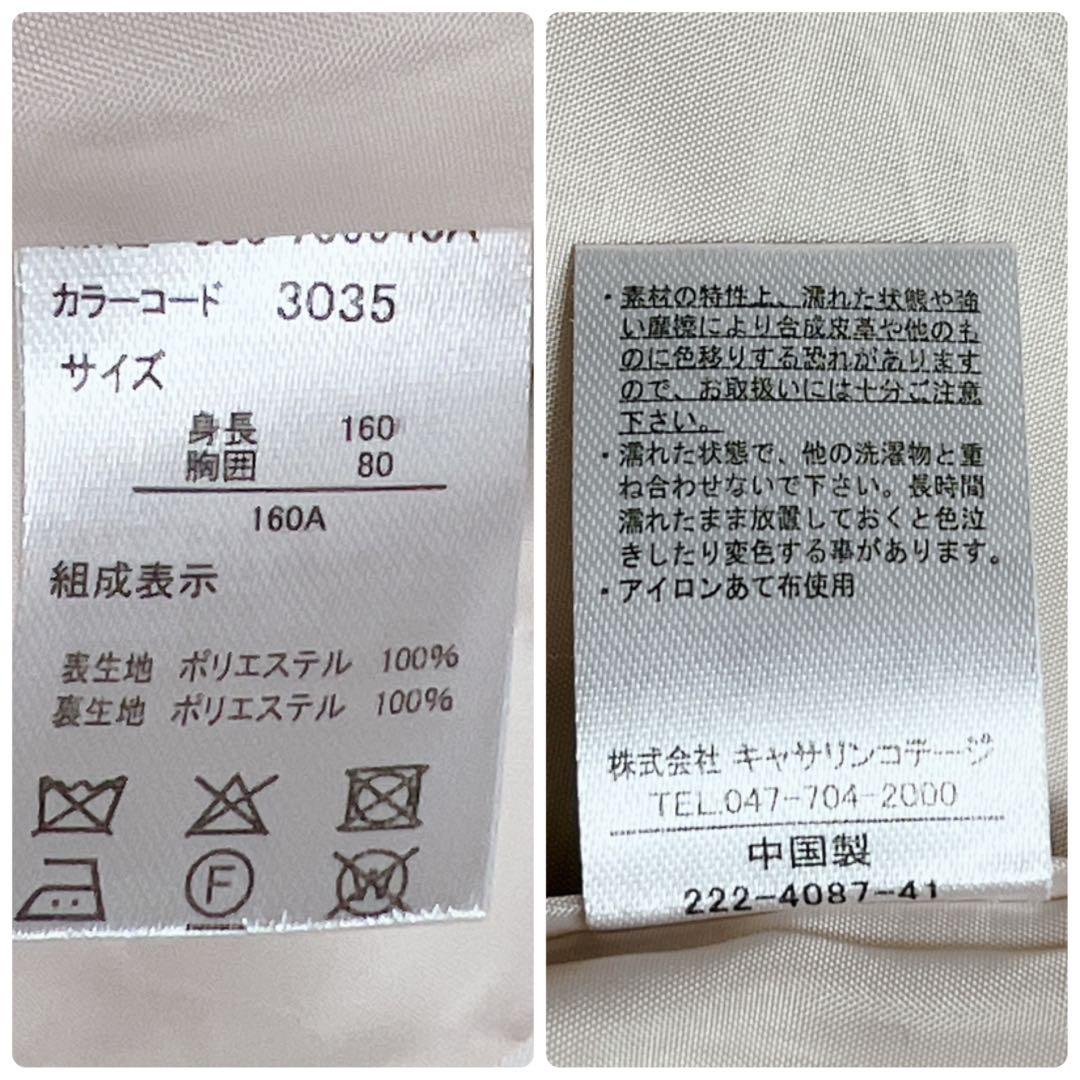 カラーコード 3035
サイズ
身長 160
胸囲 80
160A
組成表示
表生地 ポリエステル 100%
裏生地 ポリエステル 100%
F
W
・素材の特性上、濡れた状態や強
い摩擦により合成皮革や他のも
のに色移りする恐れがあります
ので、お取扱いには十分ご注意
下さい。
・濡れた状態で、他の洗濯物と重
ね合わせないで下さい。長時間
濡れたまま放置しておくと色泣
きしたり変色する事があります。
・アイロンあて布使用
株式会社 キャサリンコテージ
TEL.047-704-2000
中国製
222-4087-41